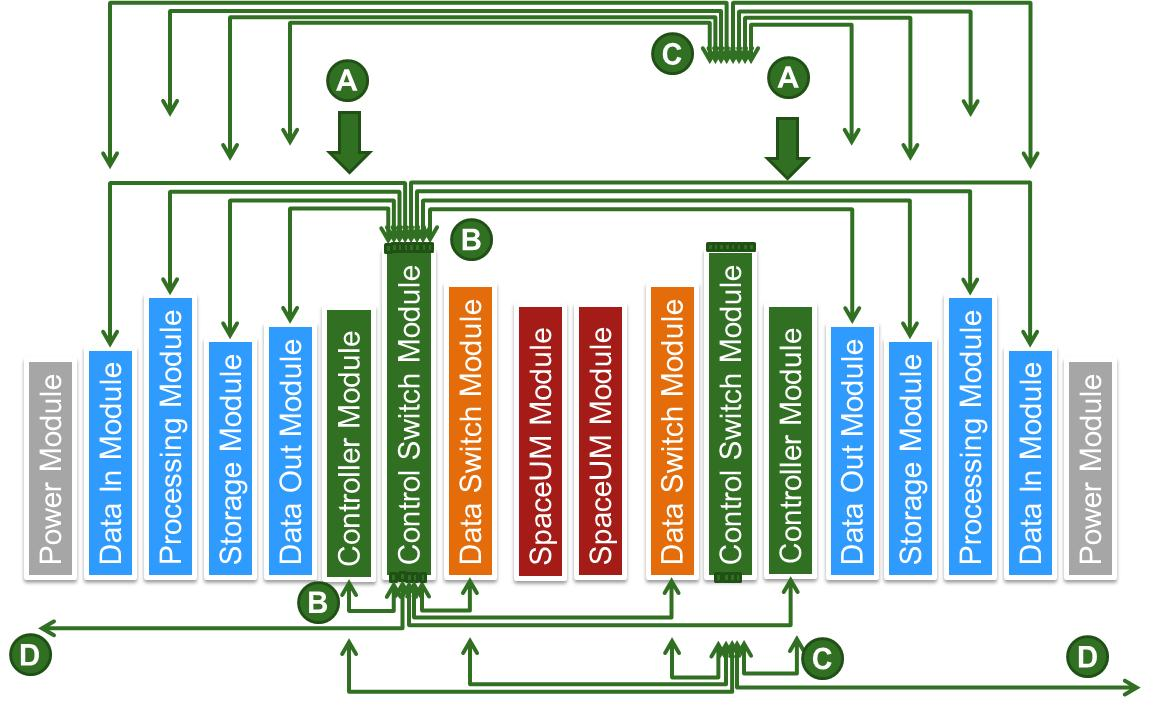 C
A
A
B
Power Module
Data In Module
Processing Module
Storage Module
Data Out Module
Controller Module
Control Switch Module
Data Switch Module
SpaceUM Module
SpaceUM Module
Data Switch Module
Control Switch Module
Controller Module
Data Out Module
Storage Module
Processing Module
Data In Module
Power Module
B
D
C
D